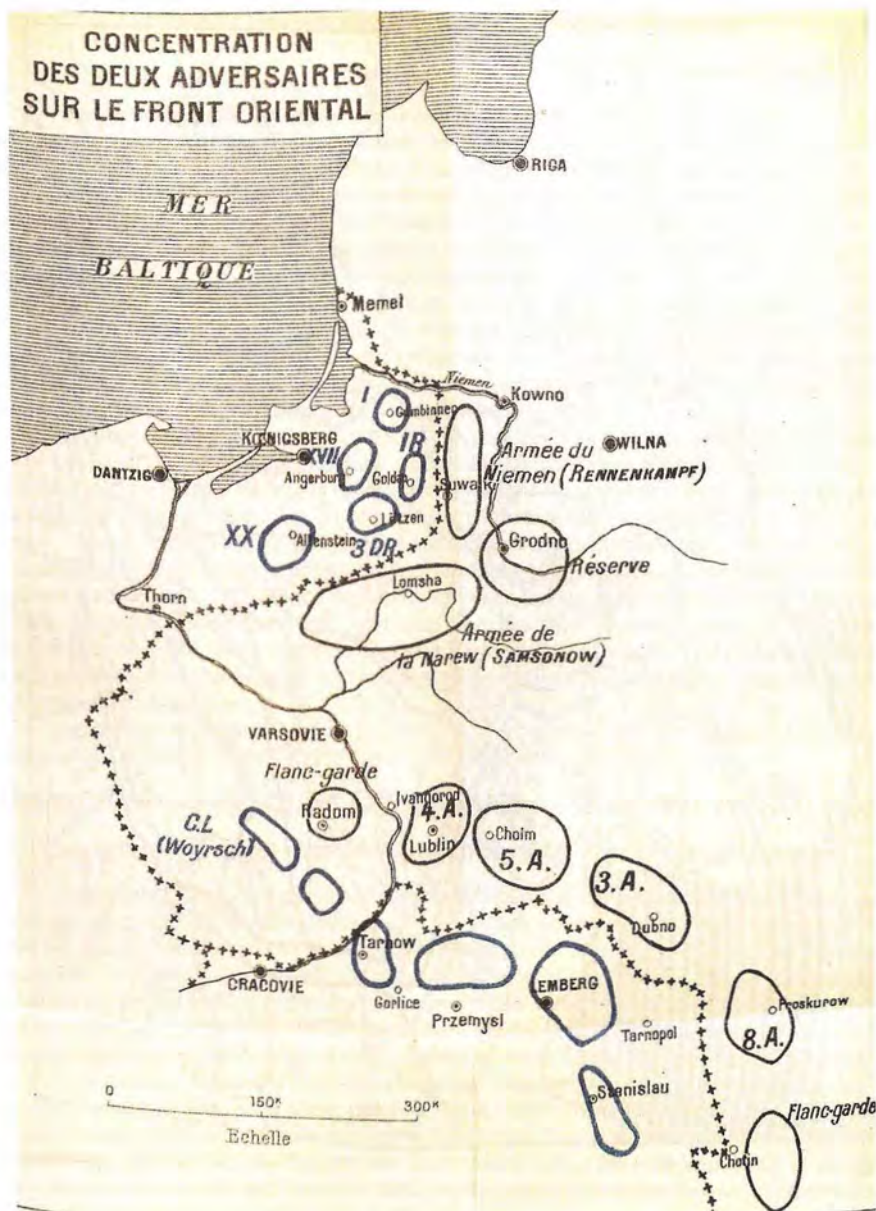 CONCENTRATION
DES DEUX ADVERSAIRES
SUR LE FRONT ORIENTAL
RIGA
MER
BALTIQUE
Memel
Niemen
Kowno
I
Gumbinnen
KŒNIGSBERG
XVII
IR
Armée du
WILNA
DANTZIG
Angerburg
Goldap
Suwalki
Niemen (RENNENKAMPF)
XX
Allenstein
Lötzen
3 DR
Grodno
Réserve
Thorn
Lomsha
Armée de
la Narew (SAMSONOW)
VARSOVIE
Flanc-garde
Radom
Ivangorod
4.A.
Lublin
Cholm
5.A.
C.L
(Woyrsch)
3.A.
Dubno
Tarnow
CRACOVIE
Gorlice
Przemysl
LEMBERG
Tarnopol
Proskurow
8.A.
Stanislau
Flanc-garde
Chotin
0
150K
300K
Echelle